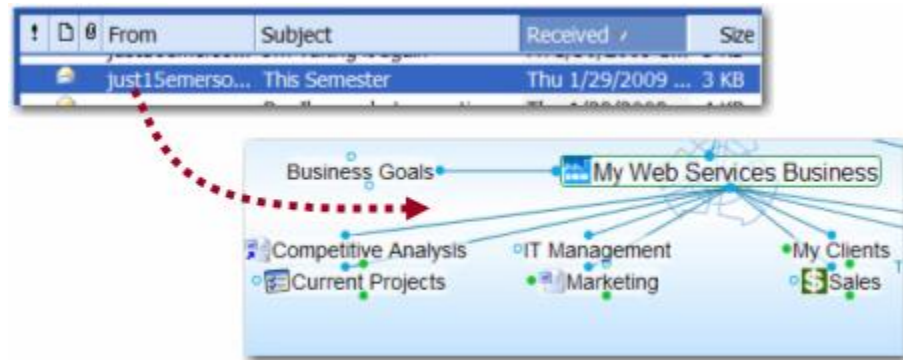 ! From Subject Received / Size
just15emerso... This Semester Thu 1/29/2009 ... 3 KB
Business Goals My Web Services Business
Competitive Analysis IT Management My Clients
Current Projects Marketing Sales